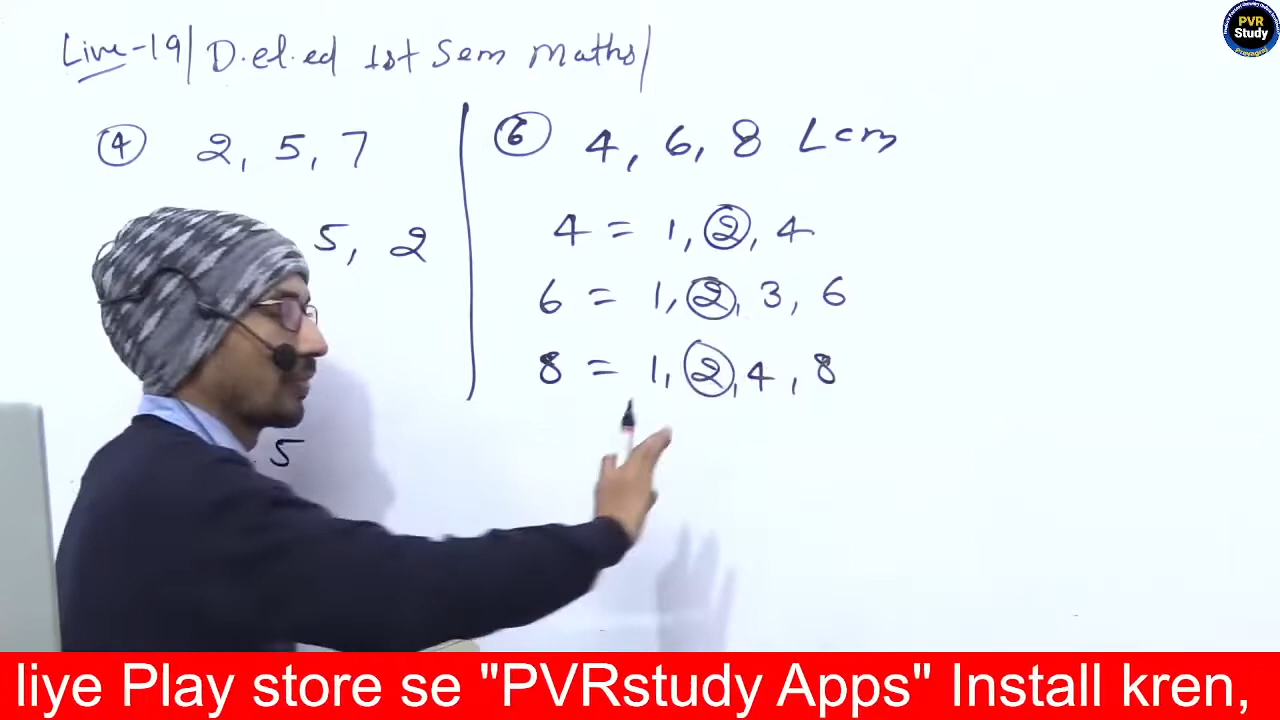 Live-19/ D.el.ed 1st Sem Maths/
④ 2, 5, 7
5, 2
5
⑥ 4, 6, 8 Lcm
4 = 1, ②, 4
6 = 1, ②, 3, 6
8 = 1, ②, 4, 8
PVR
Study
Prayagraj
liye Play store se "PVRstudy Apps" Install kren,